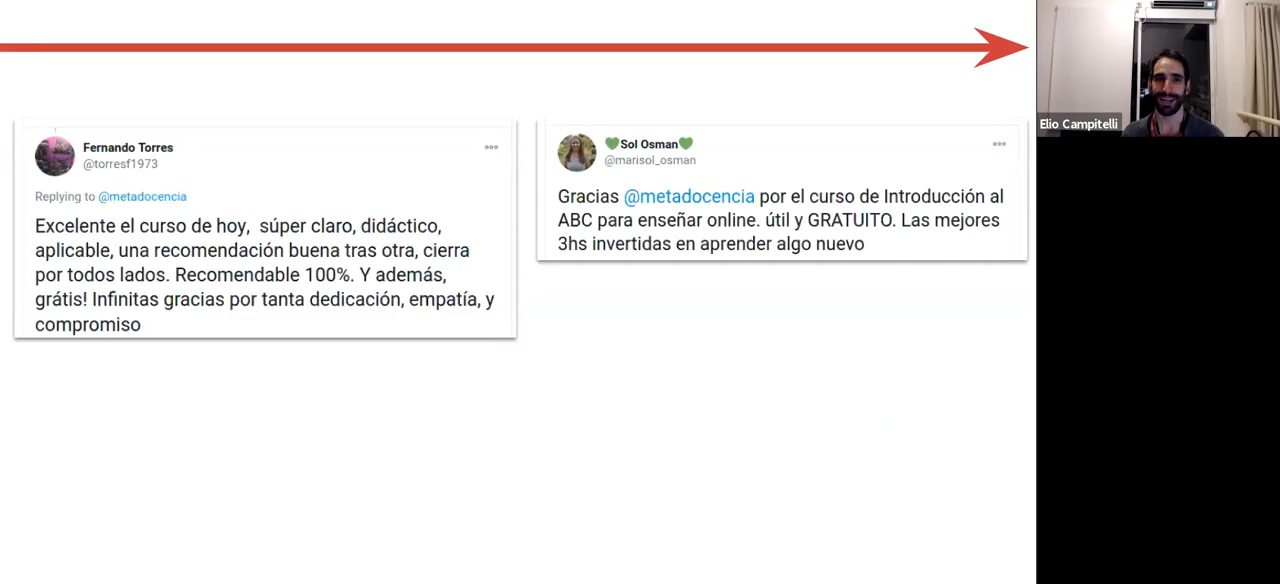 Fernando Torres
@torresf1973
Replying to @metadocencia
Excelente el curso de hoy,  súper claro, didáctico,
aplicable, una recomendación buena tras otra, cierra
por todos lados. Recomendable 100%. Y además,
grátis! Infinitas gracias por tanta dedicación, empatía, y
compromiso
💚Sol Osman💚
@marisol_osman
Gracias @metadocencia por el curso de Introducción al
ABC para enseñar online. útil y GRATUITO. Las mejores
3hs invertidas en aprender algo nuevo
Elio Campitelli